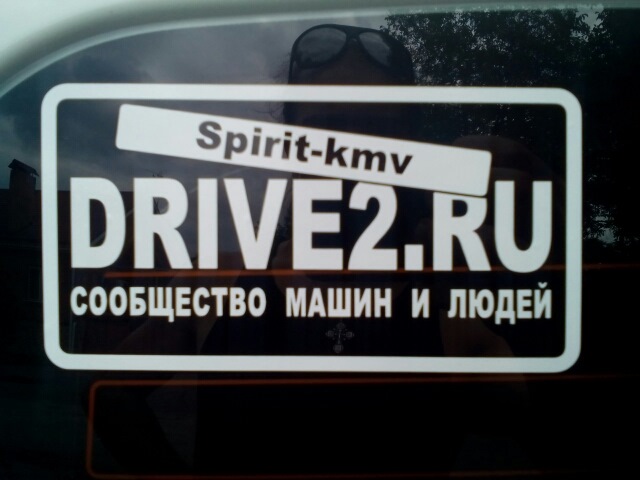 Spirit-kmv
DRIVE2.RU
СООБЩЕСТВО МАШИН И ЛЮДЕЙ